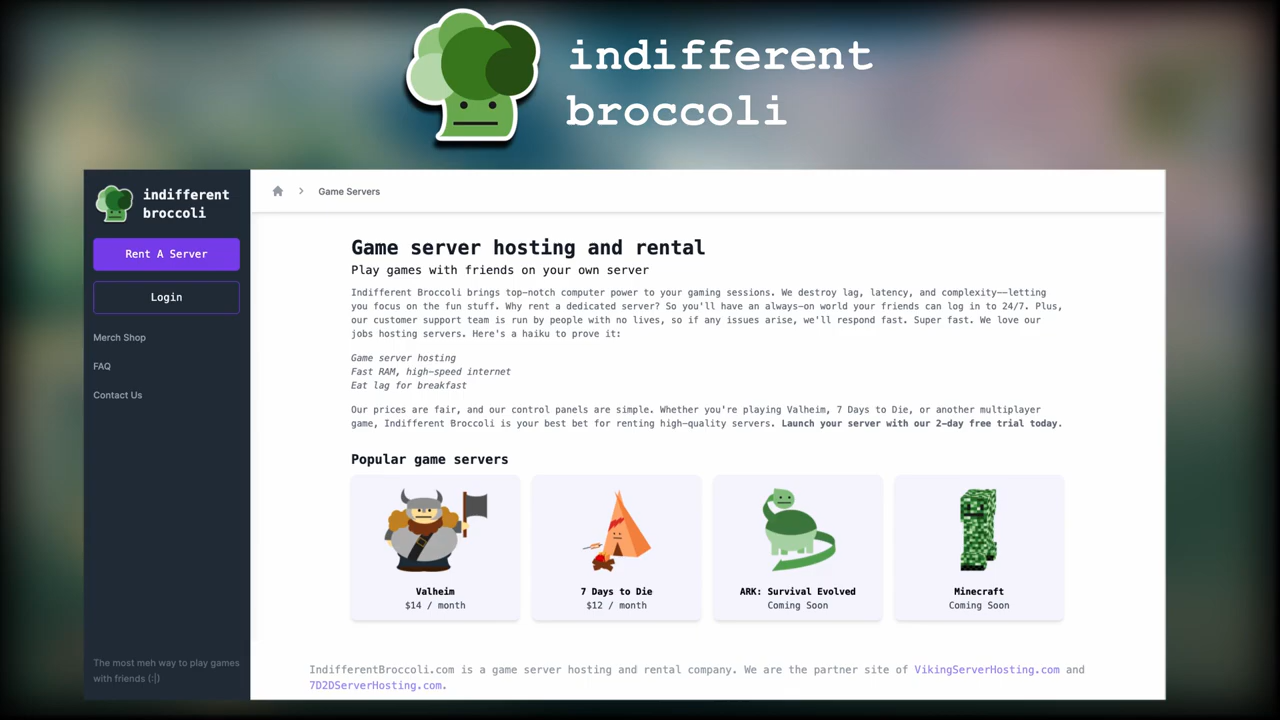 indifferent
broccoli
indifferent
broccoli
Rent A Server
Login
Merch Shop
FAQ
Contact Us
The most meh way to play games
with friends (:|)
Game Servers
Game server hosting and rental
Play games with friends on your own server
Indifferent Broccoli brings top-notch computer power to your gaming sessions. We destroy lag, latency, and complexity––letting
you focus on the fun stuff. Why rent a dedicated server? So you'll have an always-on world your friends can log in to 24/7. Plus,
our customer support team is run by people with no lives, so if any issues arise, we'll respond fast. Super fast. We love our
jobs hosting servers. Here's a haiku to prove it:
Game server hosting
Fast RAM, high-speed internet
Eat lag for breakfast
Our prices are fair, and our control panels are simple. Whether you're playing Valheim, 7 Days to Die, or another multiplayer
game, Indifferent Broccoli is your best bet for renting high-quality servers. Launch your server with our 2-day free trial today.
Popular game servers
Valheim
$14 / month
7 Days to Die
$12 / month
ARK: Survival Evolved
Coming Soon
Minecraft
Coming Soon
IndifferentBroccoli.com is a game server hosting and rental company. We are the partner site of VikingServerHosting.com and
7D2DServerHosting.com.